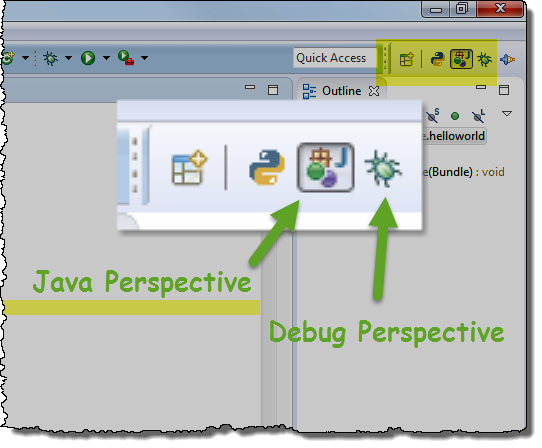 Quick Access
Outline
S
L
e.helloworld
e(Bundle) : void
J
Java Perspective
Debug Perspective